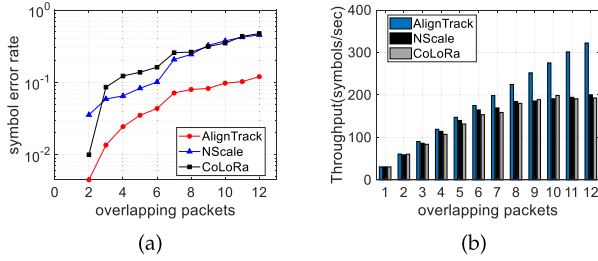 symbol error rate
10^0
10^-1
10^-2
0 2 4 6 8 10 12
overlapping packets
AlignTrack
NScale
CoLoRa
(a)
Throughput(symbols/sec)
400
300
200
100
0
1 2 3 4 5 6 7 8 9 10 11 12
overlapping packets
AlignTrack
NScale
CoLoRa
(b)